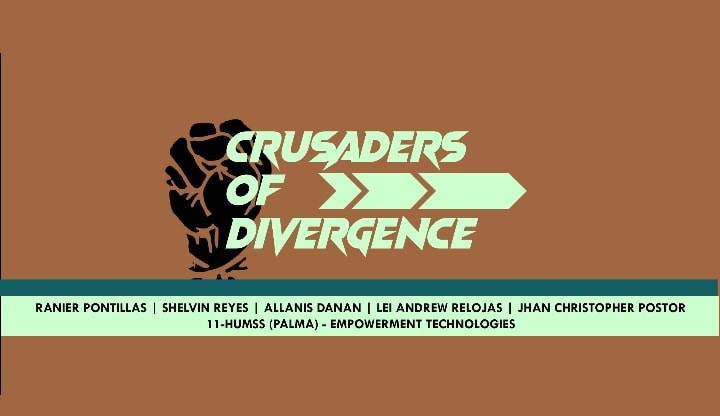 CRUSADERS
OF
DIVERGENCE
RANIER PONTILLAS | SHELVIN REYES | ALLANIS DANAN | LEI ANDREW RELOJAS | JHAN CHRISTOPHER POSTOR
11-HUMSS (PALMA) - EMPOWERMENT TECHNOLOGIES